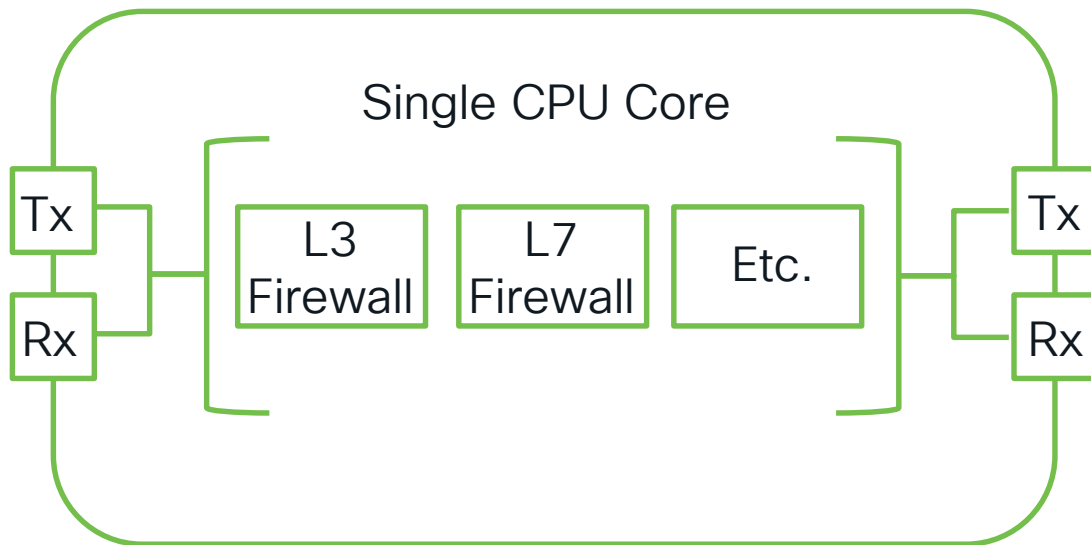 Single CPU Core
Tx
Rx
L3
Firewall
L7
Firewall
Etc.
Tx
Rx